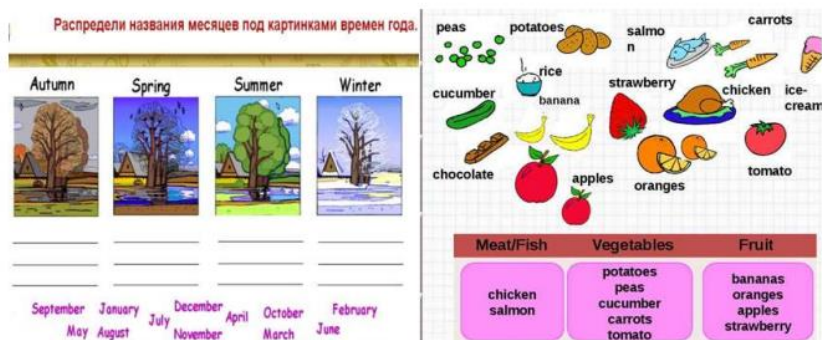 Распредели названия месяцев под картинками времен года.
Autumn Spring Summer Winter
September January July December April October February
May August November March June
peas potatoes salmo
n carrots
rice
cucumber banana strawberry chicken ice-
cream
chocolate apples oranges tomato
Meat/Fish Vegetables Fruit
chicken
salmon
potatoes
peas
cucumber
carrots
tomato
bananas
oranges
apples
strawberry